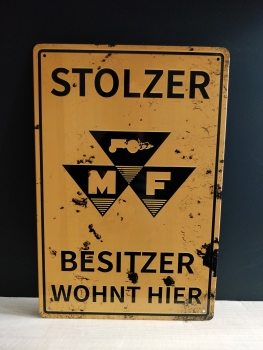 STOLZER
M F
BESITZER
WOHNT HIER